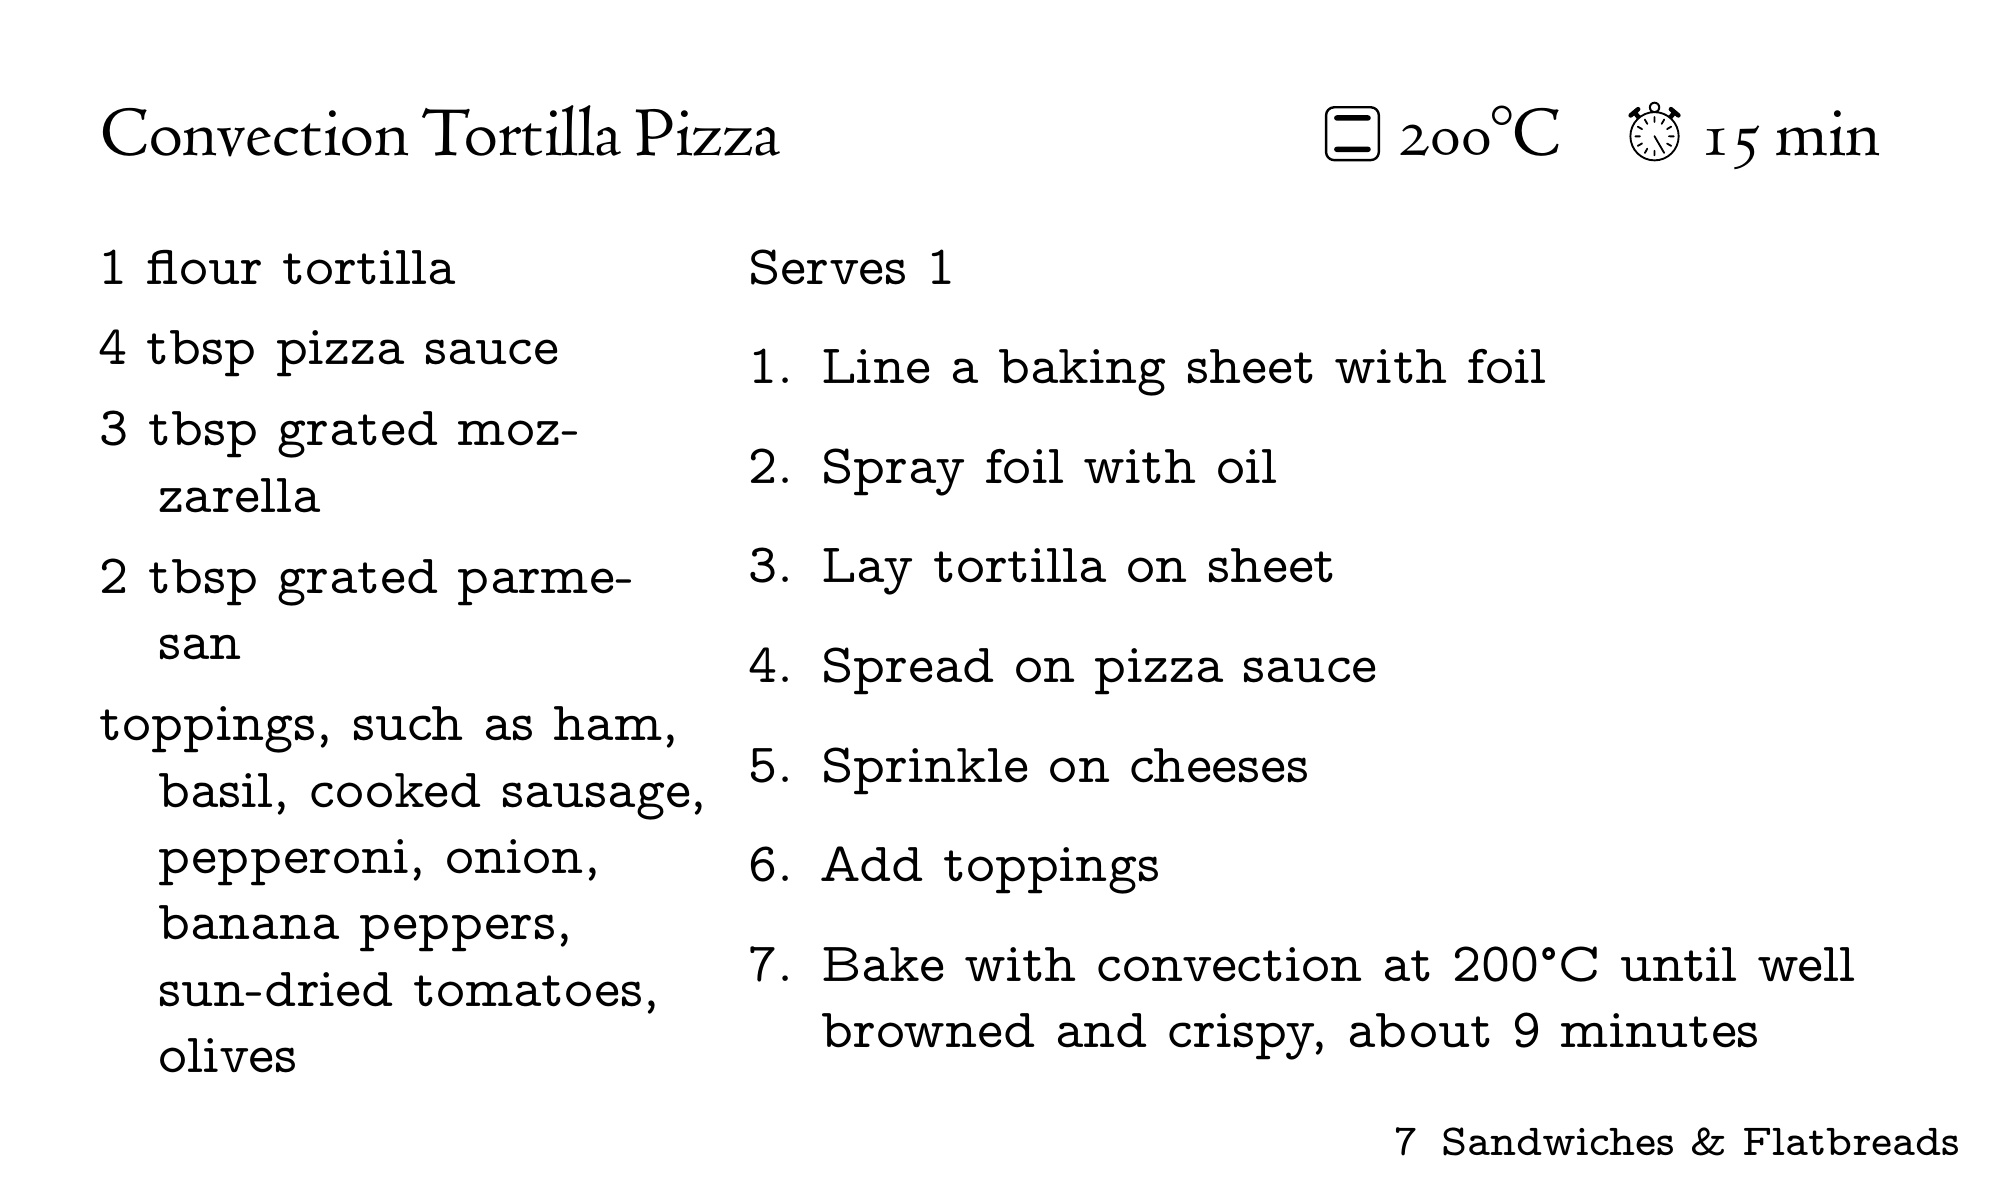 Convection Tortilla Pizza 200°C 15 min
1 flour tortilla
4 tbsp pizza sauce
3 tbsp grated moz-
zarella
2 tbsp grated parme-
san
toppings, such as ham,
basil, cooked sausage,
pepperoni, onion,
banana peppers,
sun-dried tomatoes,
olives
Serves 1
1. Line a baking sheet with foil
2. Spray foil with oil
3. Lay tortilla on sheet
4. Spread on pizza sauce
5. Sprinkle on cheeses
6. Add toppings
7. Bake with convection at 200°C until well
browned and crispy, about 9 minutes
7 Sandwiches & Flatbreads